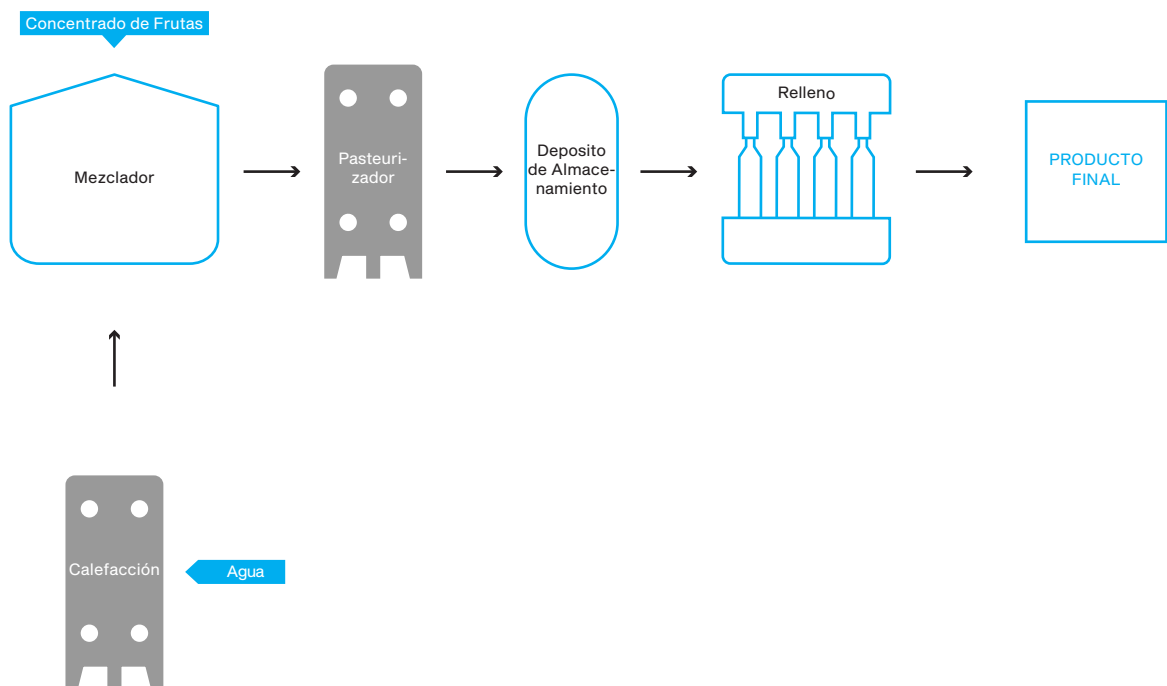 Concentrado de Frutas
Mezclador
Pasteuri-
zador
Deposito
de Almace-
namiento
Relleno
PRODUCTO
FINAL
Calefacción
Agua